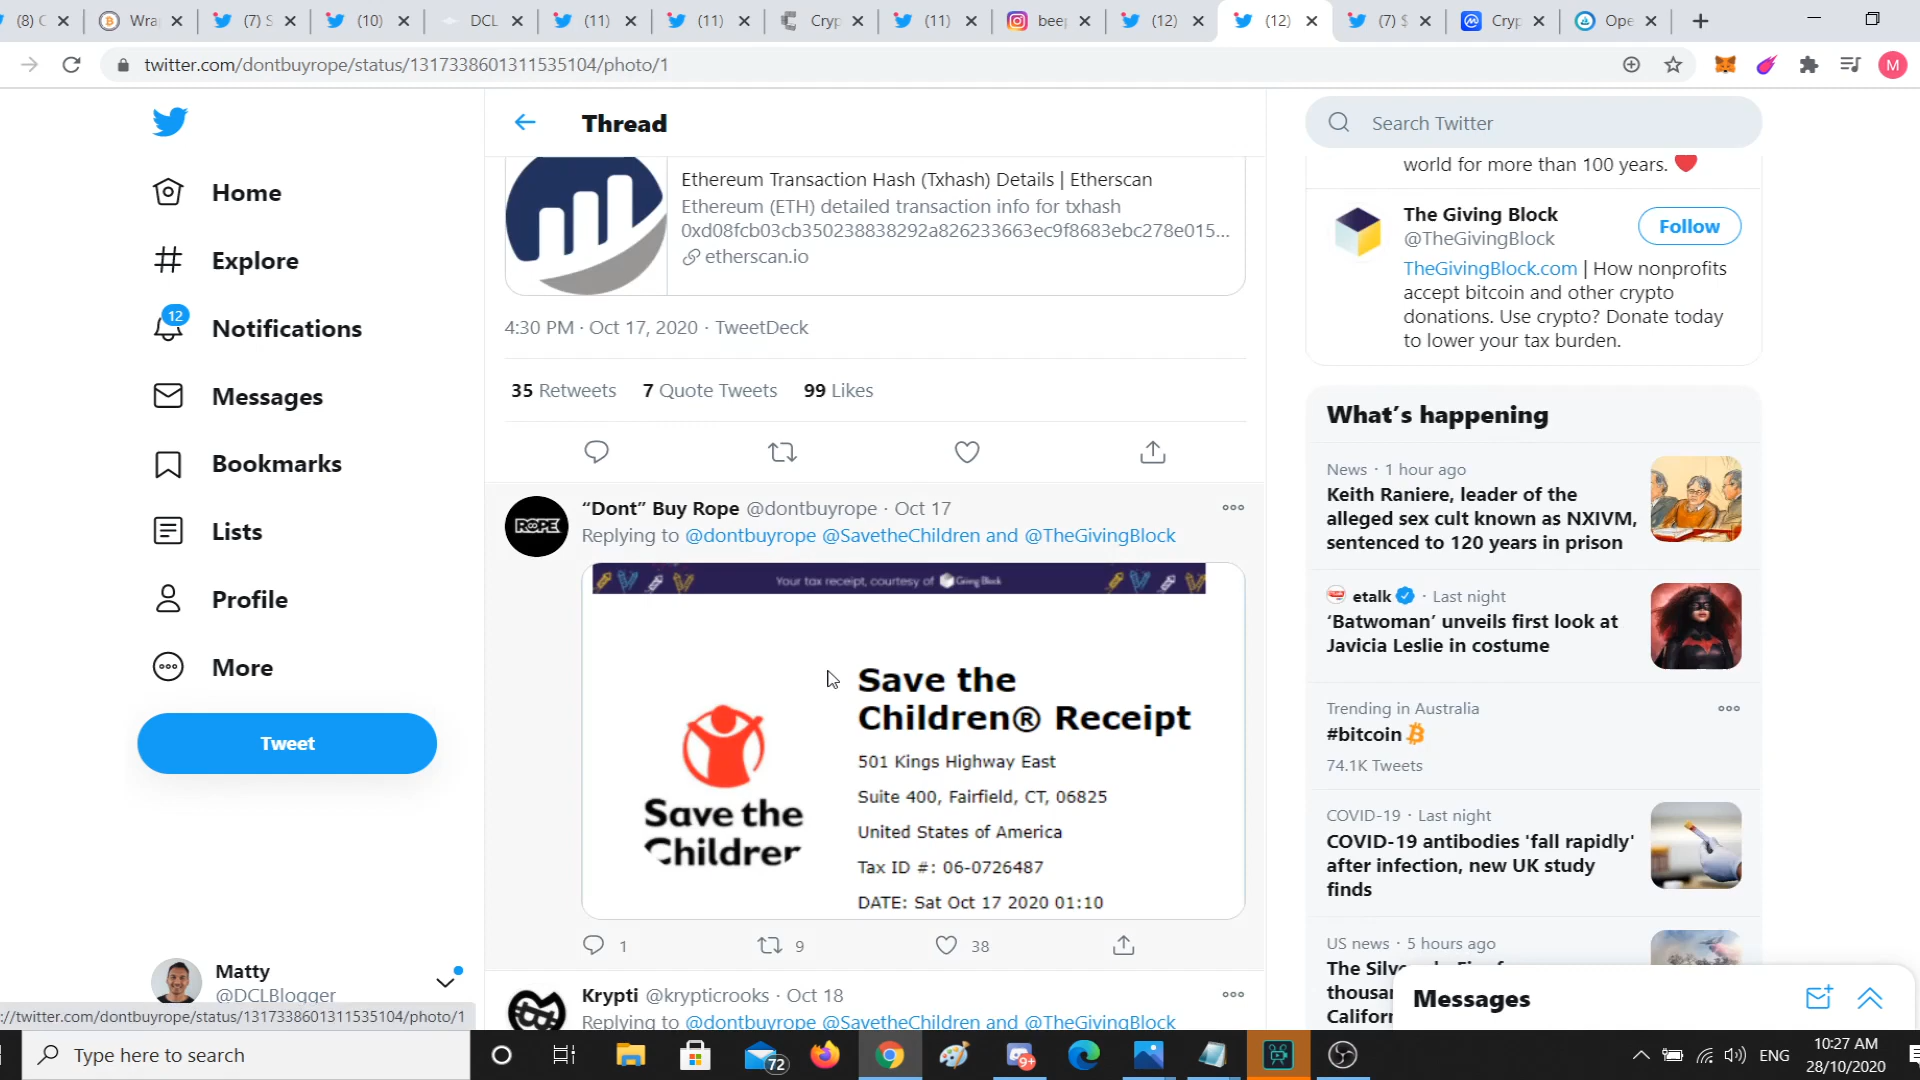 (8) C
Wra
(7) S
(10)
DCL
(11)
(11)
Cryp
(11)
beep
(12)
(12)
(7) $
Cryp
Ope
twitter.com/dontbuyrope/status/1317338601311535104/photo/1
M
Home
Explore
12
Notifications
Messages
Bookmarks
Lists
Profile
More
Tweet
Matty
@DCLBlogger
://twitter.com/dontbuyrope/status/1317338601311535104/photo/1
Thread
Ethereum Transaction Hash (Txhash) Details | Etherscan
Ethereum (ETH) detailed transaction info for txhash
0xd08fcb03cb350238838292a826233663ec9f8683ebc278e015...
etherscan.io
4:30 PM · Oct 17, 2020 · TweetDeck
35 Retweets 7 Quote Tweets 99 Likes
ROPE
“Dont” Buy Rope @dontbuyrope · Oct 17
Replying to @dontbuyrope @SavetheChildren and @TheGivingBlock
Your tax receipt, courtesy of Giving Block
Save the
Children
Save the
Children® Receipt
501 Kings Highway East
Suite 400, Fairfield, CT, 06825
United States of America
Tax ID #: 06-0726487
DATE: Sat Oct 17 2020 01:10
1 9 38
Krypti @krypticrooks · Oct 18
Replying to @dontbuyrope @SavetheChildren and @TheGivingBlock
Search Twitter
world for more than 100 years.
The Giving Block
@TheGivingBlock
Follow
TheGivingBlock.com | How nonprofits
accept bitcoin and other crypto
donations. Use crypto? Donate today
to lower your tax burden.
What’s happening
News · 1 hour ago
Keith Raniere, leader of the
alleged sex cult known as NXIVM,
sentenced to 120 years in prison
etalk · Last night
‘Batwoman’ unveils first look at
Javicia Leslie in costume
Trending in Australia
#bitcoin
74.1K Tweets
COVID-19 · Last night
COVID-19 antibodies 'fall rapidly'
after infection, new UK study
finds
US news · 5 hours ago
The Silv
thousan
Californ
Messages
Type here to search
72
9+
ENG
10:27 AM
28/10/2020